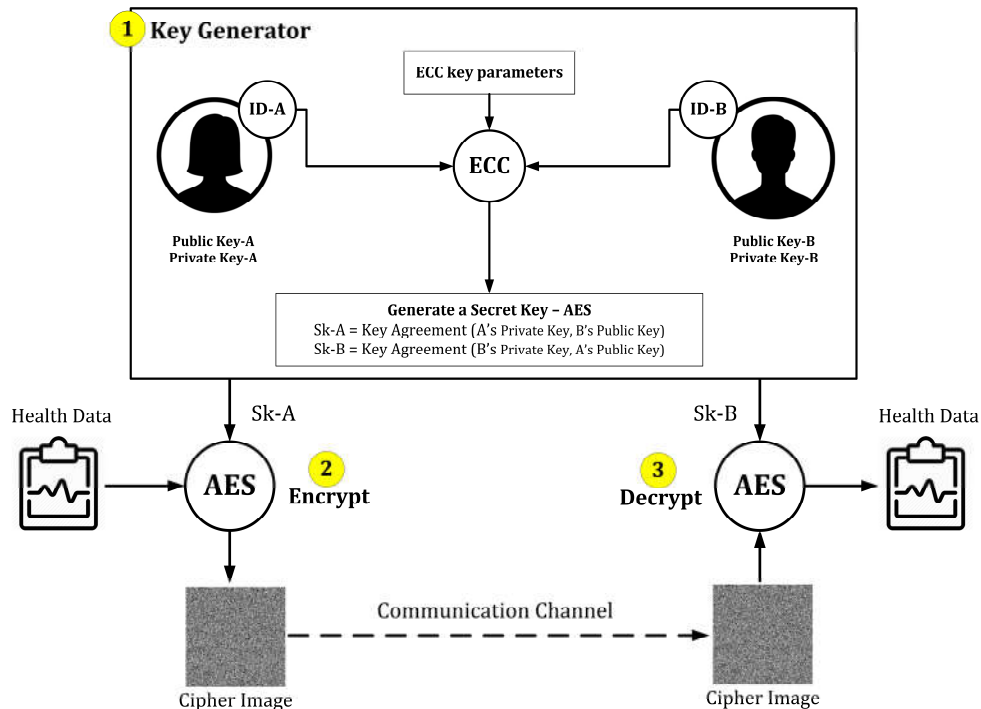 1 Key Generator
ECC key parameters
ID-A
ID-B
ECC
Public Key-A
Private Key-A
Public Key-B
Private Key-B
Generate a Secret Key – AES
Sk-A = Key Agreement (A's Private Key, B's Public Key)
Sk-B = Key Agreement (B's Private Key, A's Public Key)
Health Data
Sk-A
Sk-B
Health Data
AES
2
Encrypt
3
Decrypt
AES
Communication Channel
Cipher Image
Cipher Image